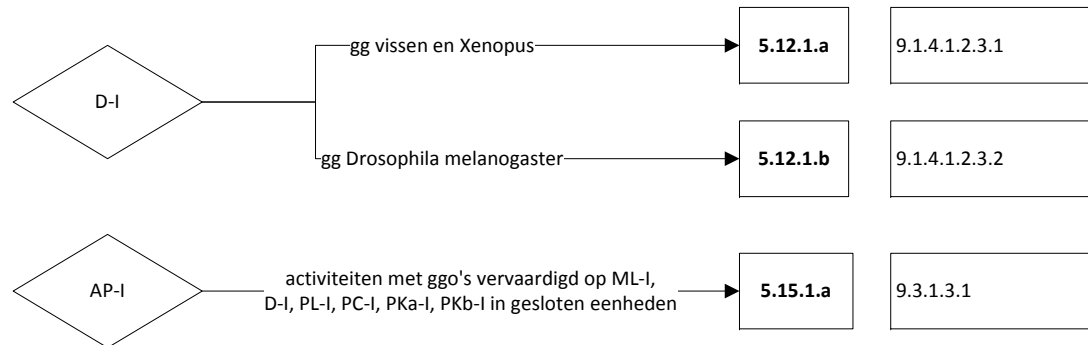 gg vissen en Xenopus
5.12.1.a
9.1.4.1.2.3.1
D-I
gg Drosophila melanogaster
5.12.1.b
9.1.4.1.2.3.2
AP-I
activiteiten met ggo's vervaardigd op ML-I,
D-I, PL-I, PC-I, PKa-I, PKb-I in gesloten eenheden
5.15.1.a
9.3.1.3.1